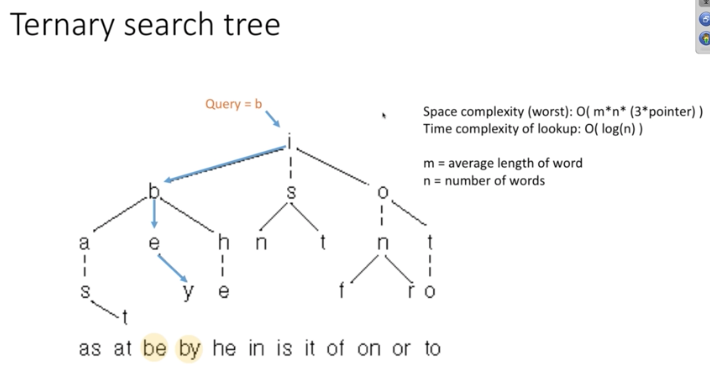 Ternary search tree
Query = b
Space complexity (worst): O( m*n* (3*pointer) )
Time complexity of lookup: O( log(n) )
m = average length of word
n = number of words
i
b s o
a e h n t n t
s y e f r o
t
as at be by he in is it of on or to